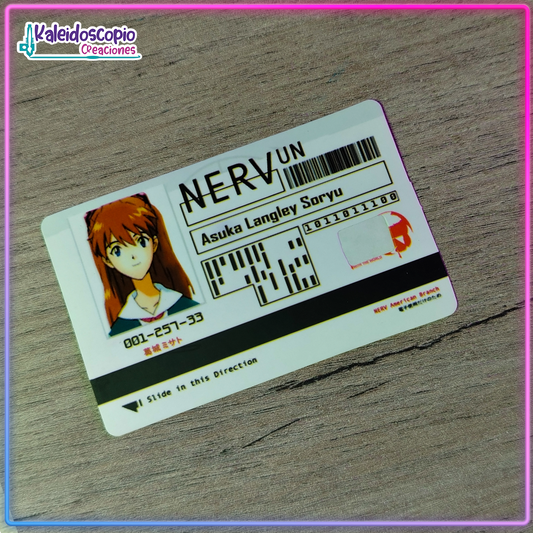 Kaleidoscopio
Creaciones
NERV UN
Asuka Langley Soryu
1011011100
001-257-33
葛城ミサト
NERV American Branch
Slide in this Direction